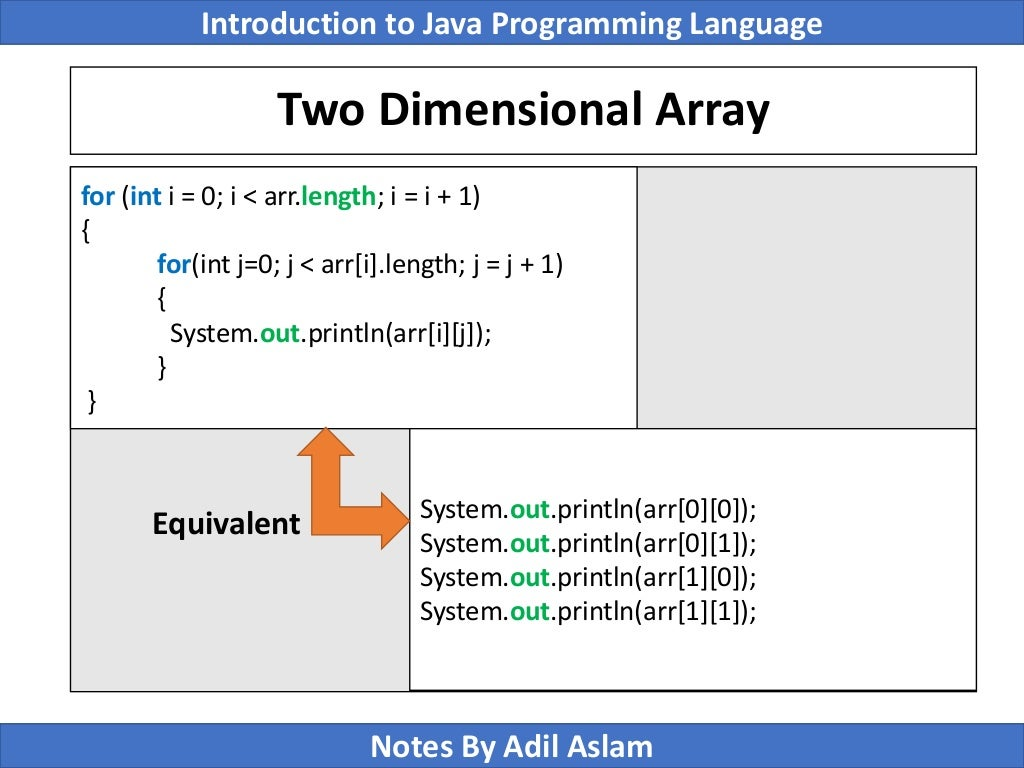 Introduction to Java Programming Language
Two Dimensional Array
for (int i = 0; i < arr.length; i = i + 1)
{
for(int j=0; j < arr[i].length; j = j + 1)
{
System.out.println(arr[i][j]);
}
}
Equivalent
System.out.println(arr[0][0]);
System.out.println(arr[0][1]);
System.out.println(arr[1][0]);
System.out.println(arr[1][1]);
Notes By Adil Aslam